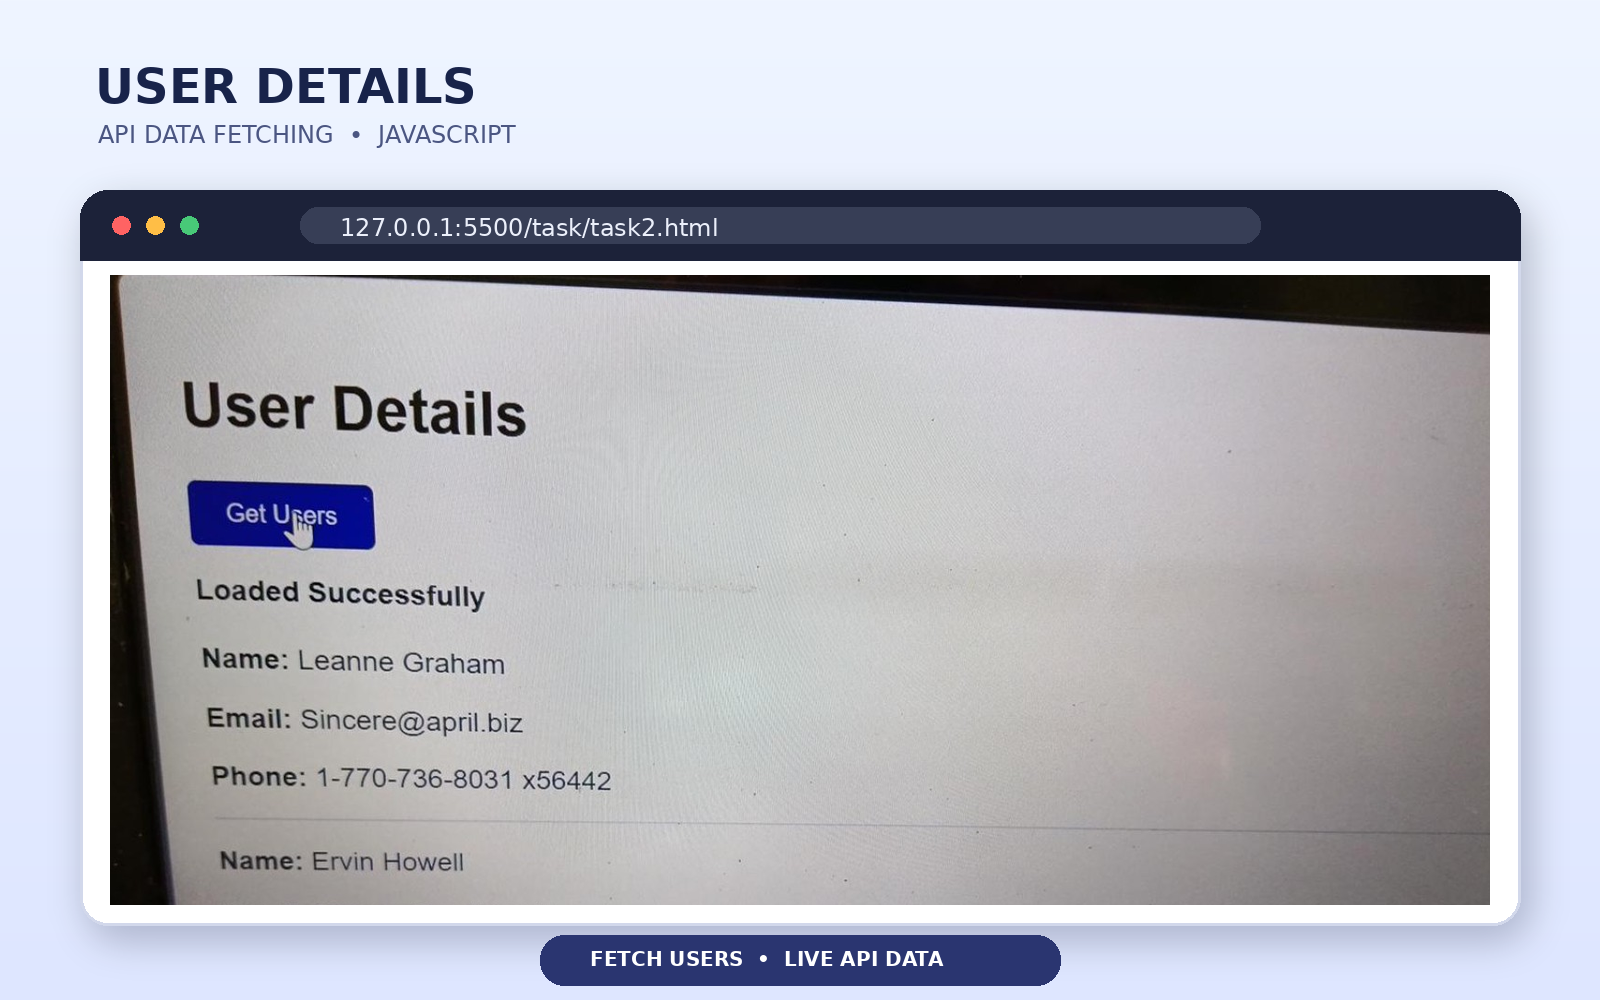 USER DETAILS
API DATA FETCHING • JAVASCRIPT
127.0.0.1:5500/task/task2.html
User Details
Get Users
Loaded Successfully
Name: Leanne Graham
Email: Sincere@april.biz
Phone: 1-770-736-8031 x56442
Name: Ervin Howell
FETCH USERS • LIVE API DATA